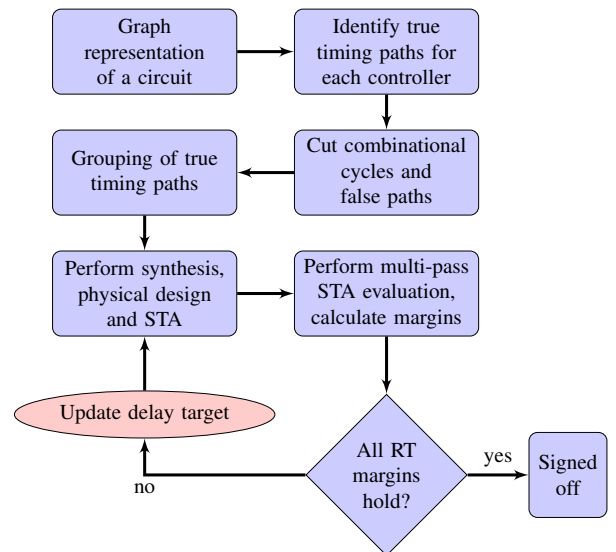 Graph
representation
of a circuit
Identify true
timing paths for
each controller
Grouping of true
timing paths
Cut combinational
cycles and
false paths
Perform synthesis,
physical design
and STA
Perform multi-pass
STA evaluation,
calculate margins
Update delay target
All RT
margins
hold?
no
yes
Signed
off